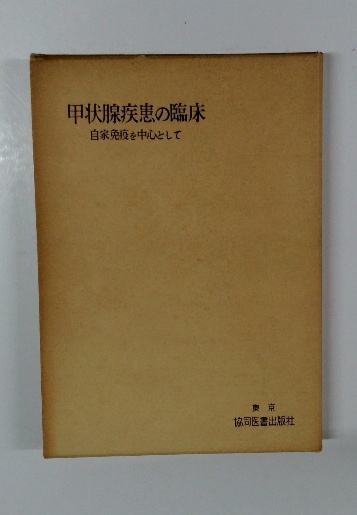 甲状腺疾患の臨床
自家免疫を中心として
東京
協同医書出版社